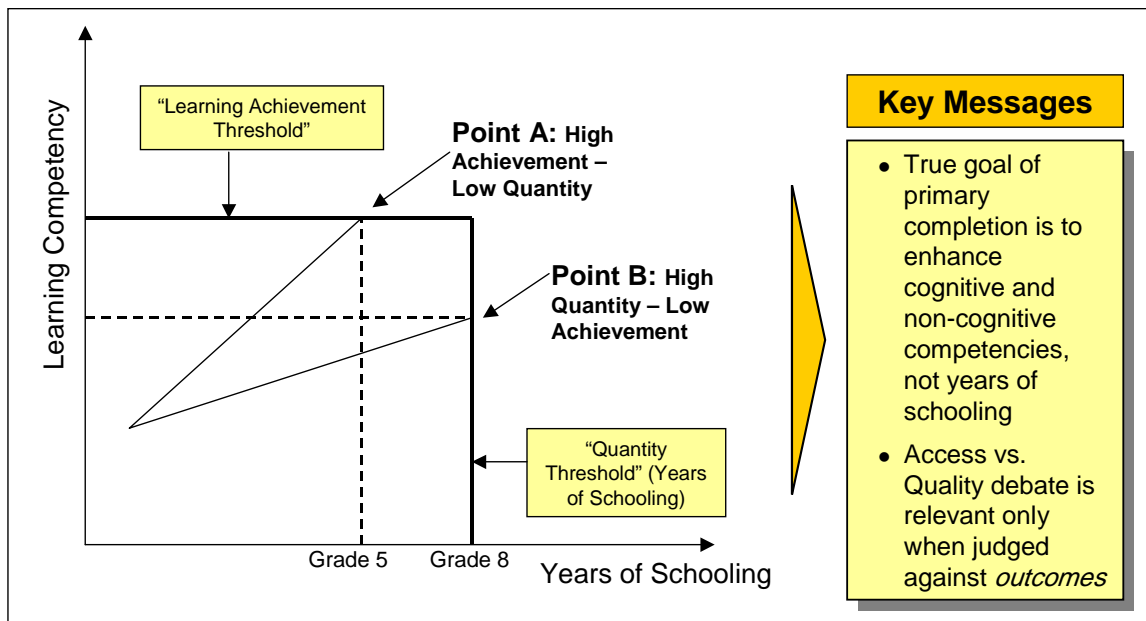 Learning Competency
“Learning Achievement
Threshold”
Point A: High
Achievement –
Low Quantity
Point B: High
Quantity – Low
Achievement
“Quantity
Threshold” (Years
of Schooling)
Grade 5
Grade 8
Years of Schooling
Key Messages
• True goal of
primary
completion is to
enhance
cognitive and
non-cognitive
competencies,
not years of
schooling
• Access vs.
Quality debate is
relevant only
when judged
against outcomes